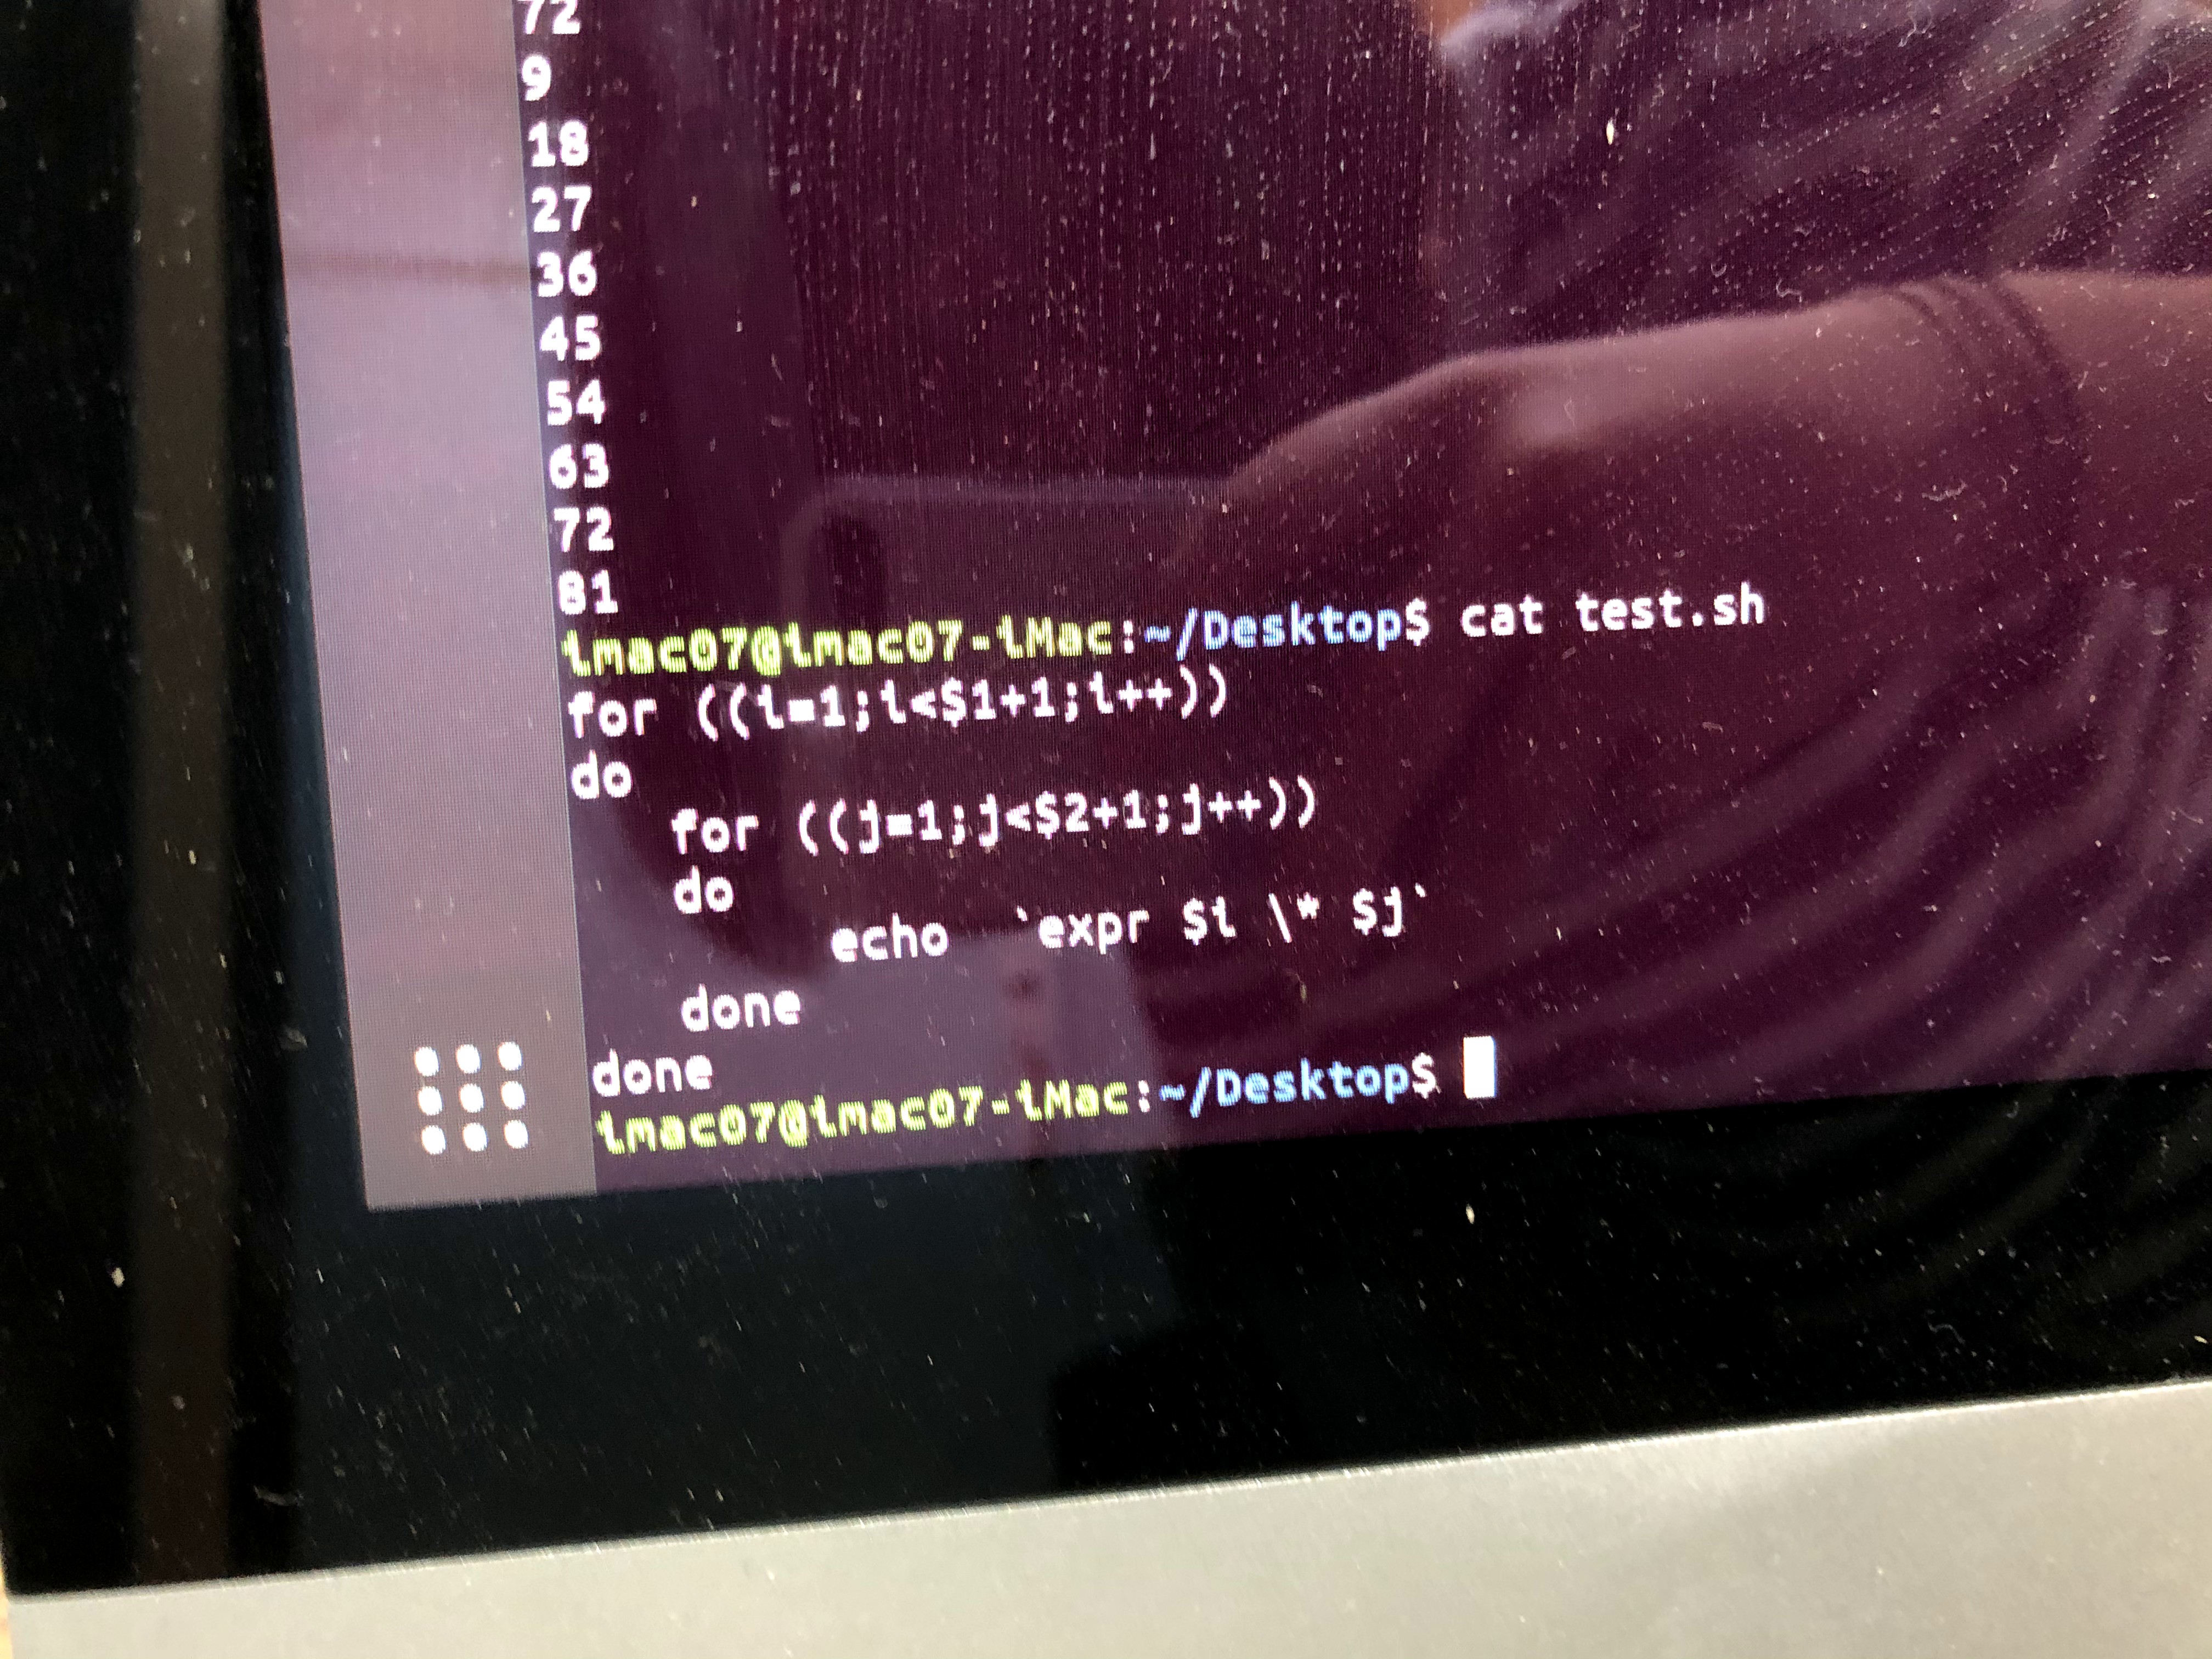 72
9
18
27
36
45
54
63
72
81
imac07@imac07-iMac:~/Desktop$ cat test.sh
for ((i=1;i<$1+1;i++))
do
    for ((j=1;j<$2+1;j++))
    do
          echo  `expr $i \* $j`
    done
done
imac07@imac07-iMac:~/Desktop$